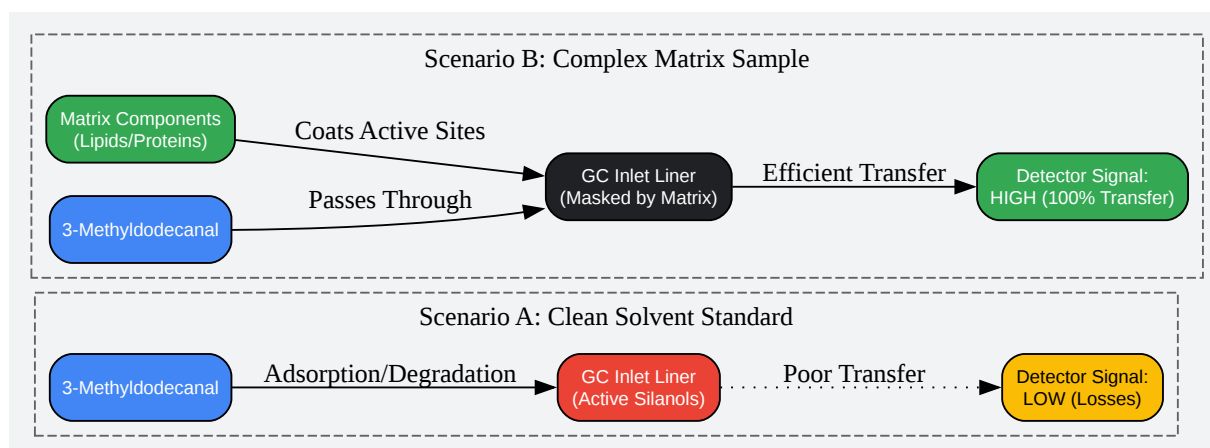 Scenario B: Complex Matrix Sample
Matrix Components
(Lipids/Proteins)
Coats Active Sites
3-Methyldodecanal
Passes Through
GC Inlet Liner
(Masked by Matrix)
Efficient Transfer
Detector Signal:
HIGH (100% Transfer)
Scenario A: Clean Solvent Standard
3-Methyldodecanal
Adsorption/Degradation
GC Inlet Liner
(Active Silanols)
Poor Transfer
Detector Signal:
LOW (Losses)